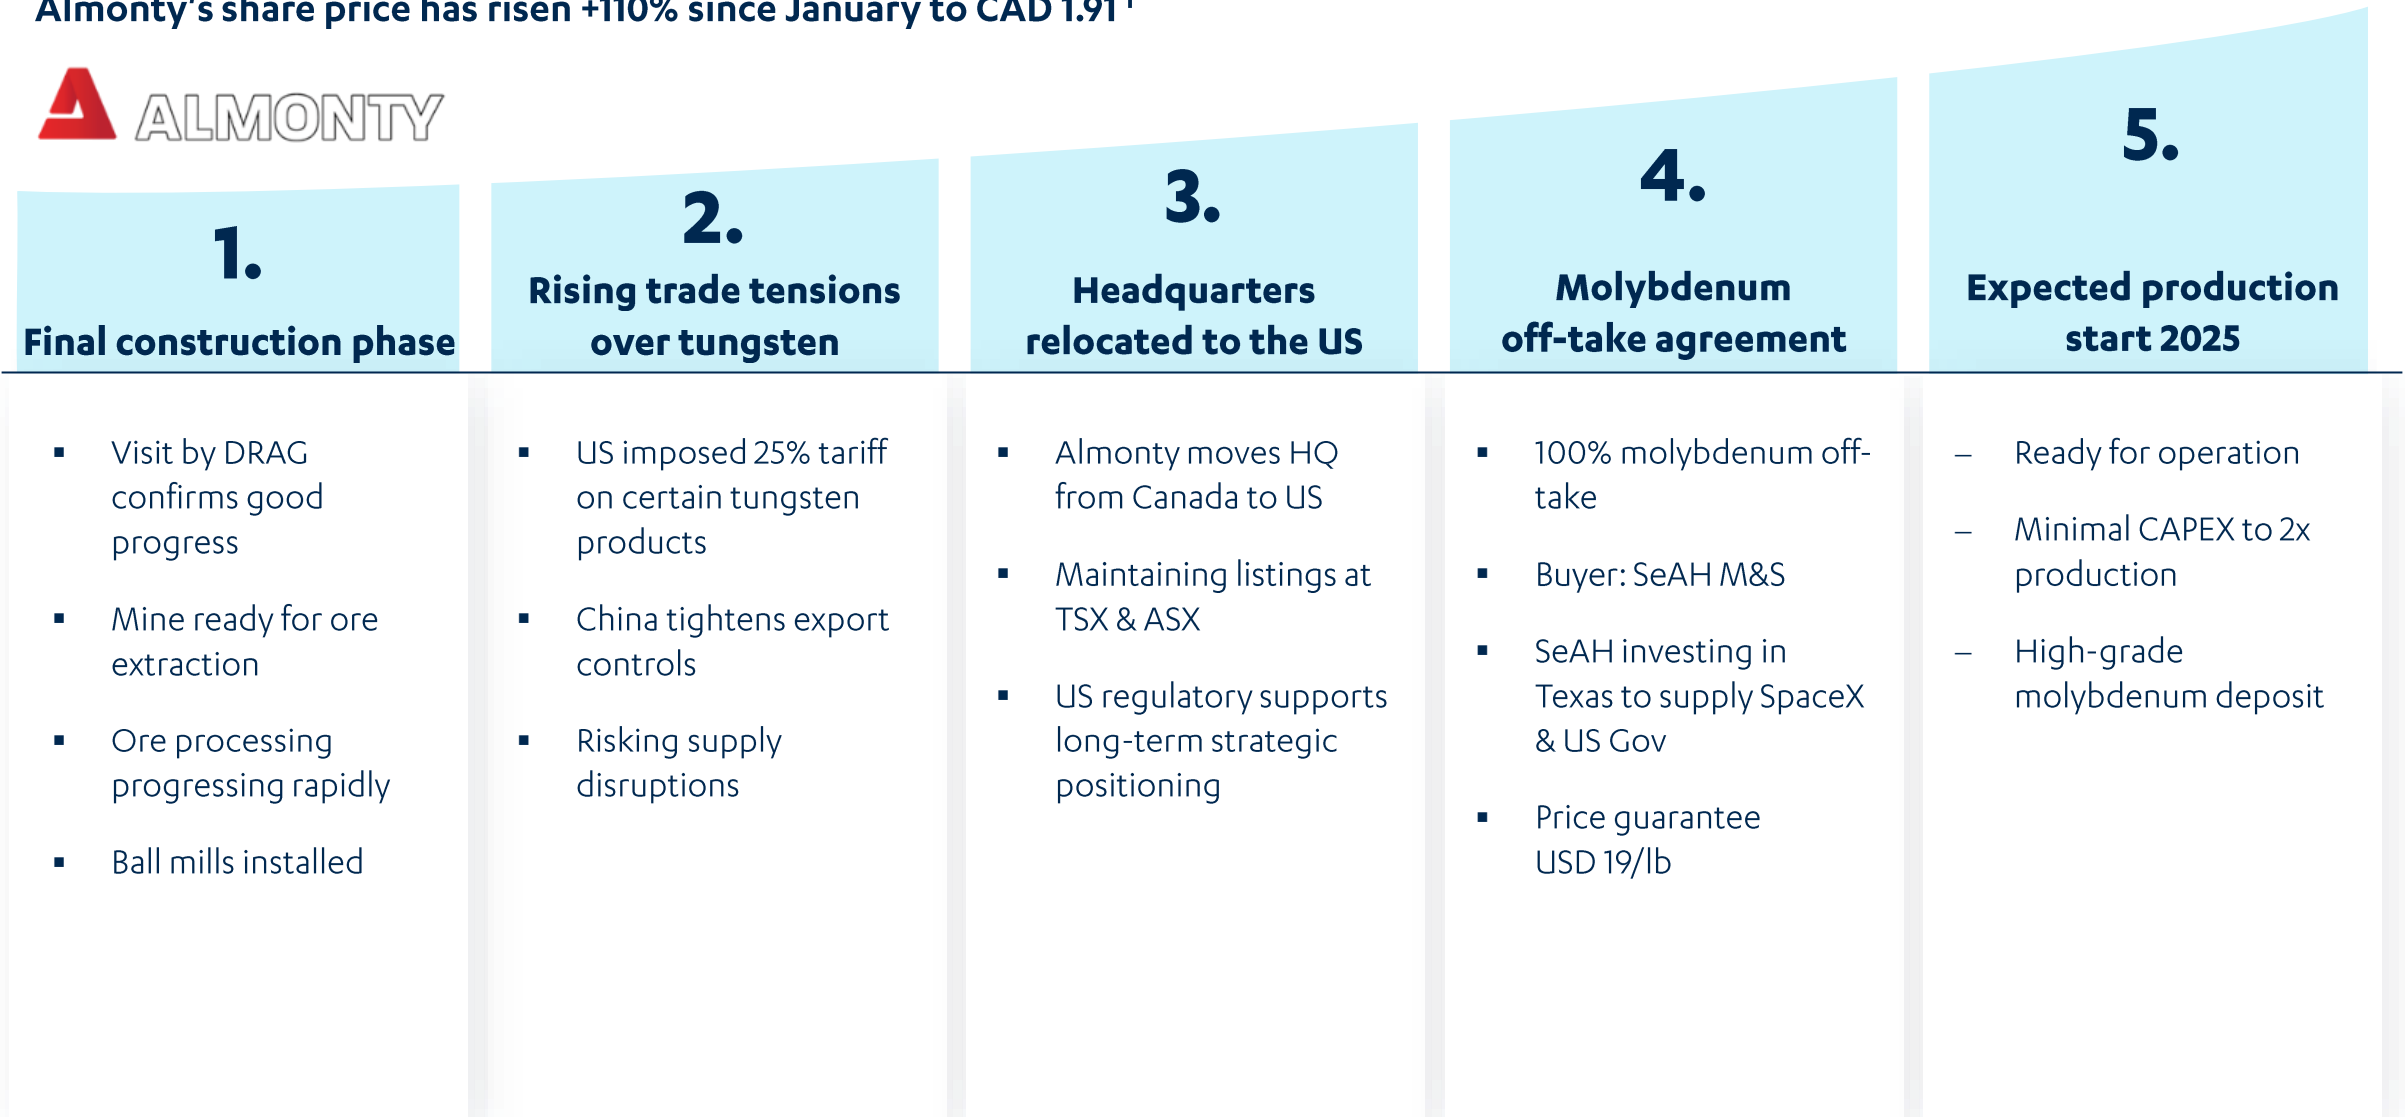 Almonty's share price has risen +110% since January to CAD 1.91 1
ALMONTY
1.
Final construction phase
▪ Visit by DRAG
confirms good
progress
▪ Mine ready for ore
extraction
▪ Ore processing
progressing rapidly
▪ Ball mills installed
2.
Rising trade tensions
over tungsten
▪ US imposed 25% tariff
on certain tungsten
products
▪ China tightens export
controls
▪ Risking supply
disruptions
3.
Headquarters
relocated to the US
▪ Almonty moves HQ
from Canada to US
▪ Maintaining listings at
TSX & ASX
▪ US regulatory supports
long-term strategic
positioning
4.
Molybdenum
off-take agreement
▪ 100% molybdenum off-
take
▪ Buyer: SeAH M&S
▪ SeAH investing in
Texas to supply SpaceX
& US Gov
▪ Price guarantee
USD 19/lb
5.
Expected production
start 2025
– Ready for operation
– Minimal CAPEX to 2x
production
– High-grade
molybdenum deposit